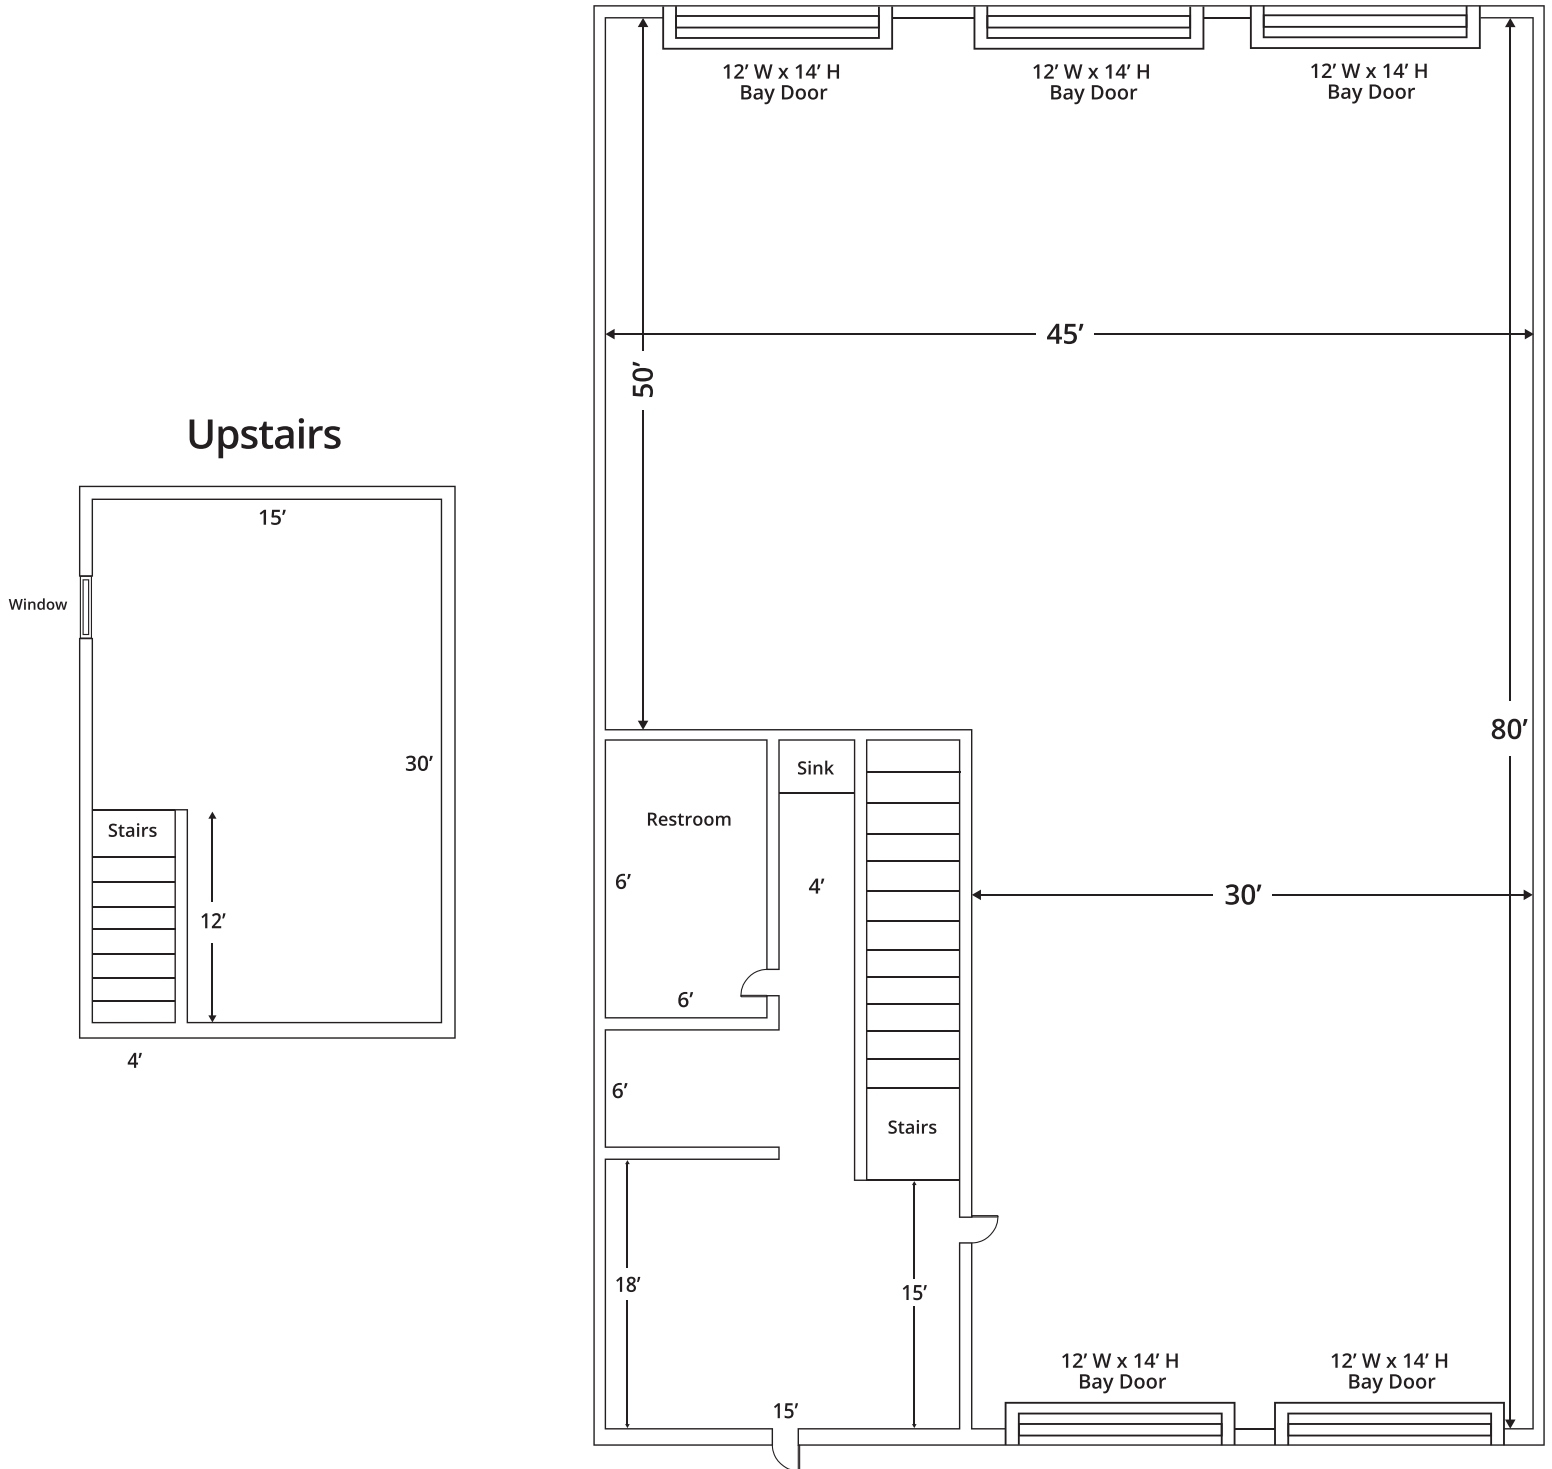 12’ W x 14’ H
Bay Door
12’ W x 14’ H
Bay Door
12’ W x 14’ H
Bay Door
45’
50’
80’
Upstairs
15’
Window
30’
Stairs
12’
4’
Restroom
Sink
6’
4’
6’
30’
6’
Stairs
18’
15’
15’
12’ W x 14’ H
Bay Door
12’ W x 14’ H
Bay Door